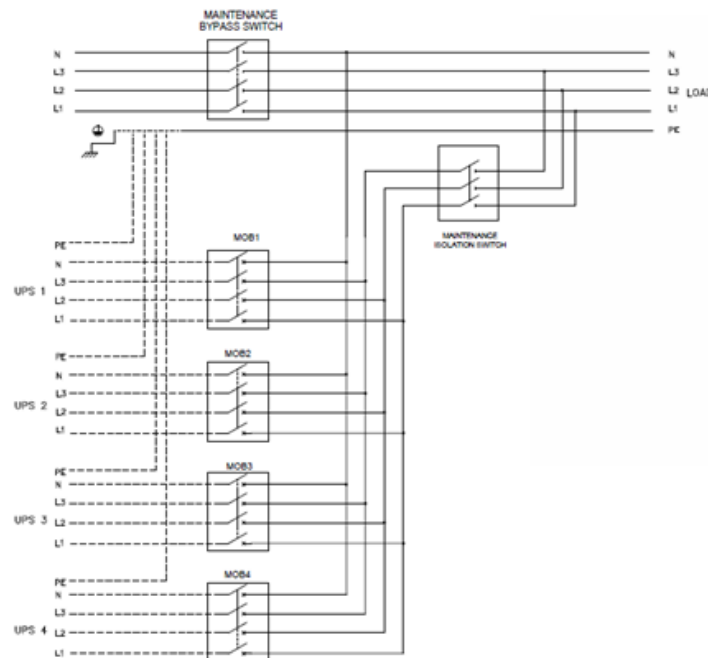 MAINTENANCE
BYPASS SWITCH
N
N
L3
L3
L2
L2
LOA
L1
L1
PE
MAINTENANCE
ISOLATION SWITCH
MOB1
PE
N
UPS 1
L3
L2
L1
MOB2
PE
N
L3
UPS 2
L2
L1
MOB3
PE
N
L3
UPS 3
L2
L1
MOB4
PE
N
L3
UPS 4
L2
L1